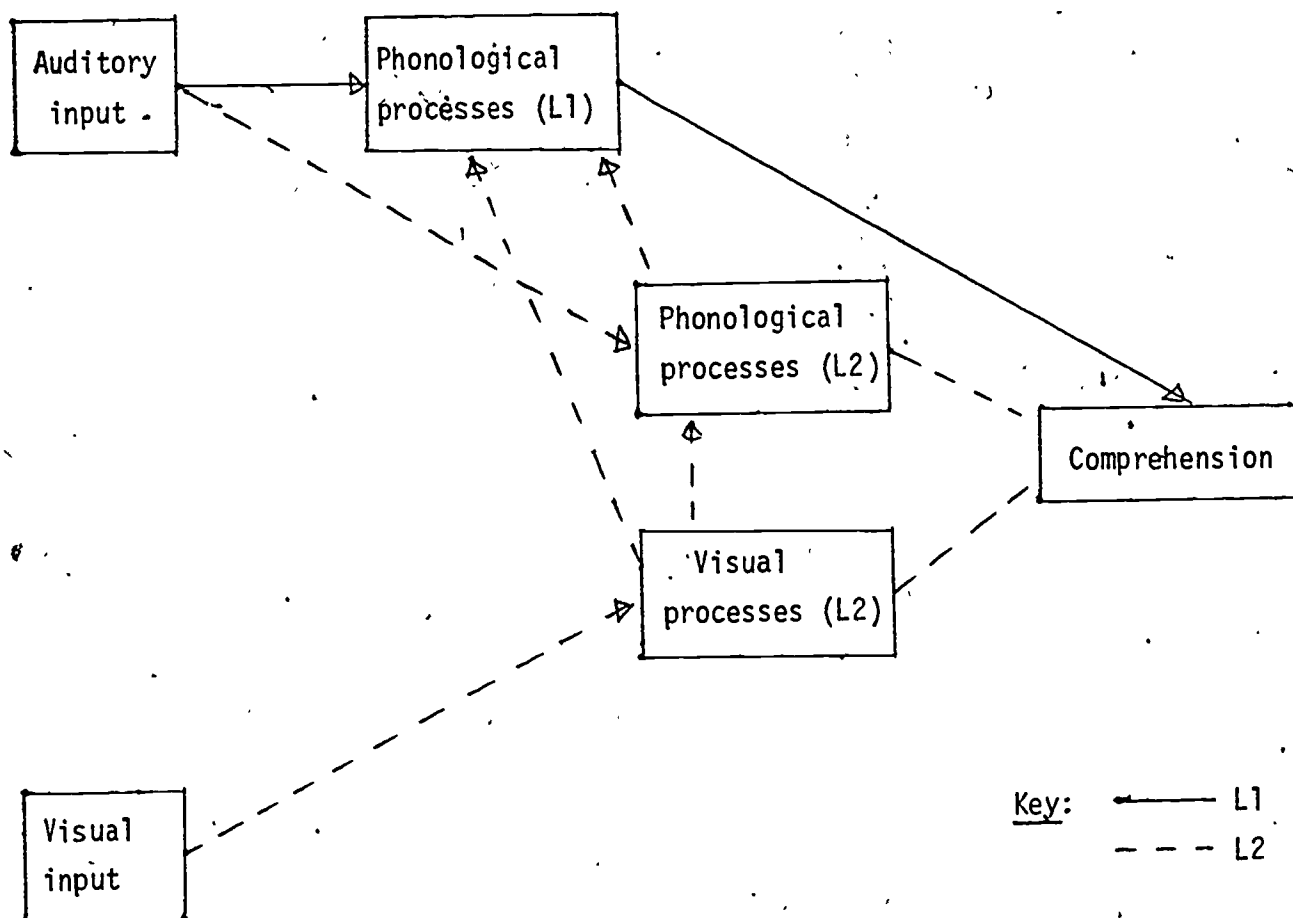 Auditory
input
Phonological
processes (L1)
Phonological
processes (L2)
Comprehension
Visual
processes (L2)
Visual
input
Key:
L1
L2